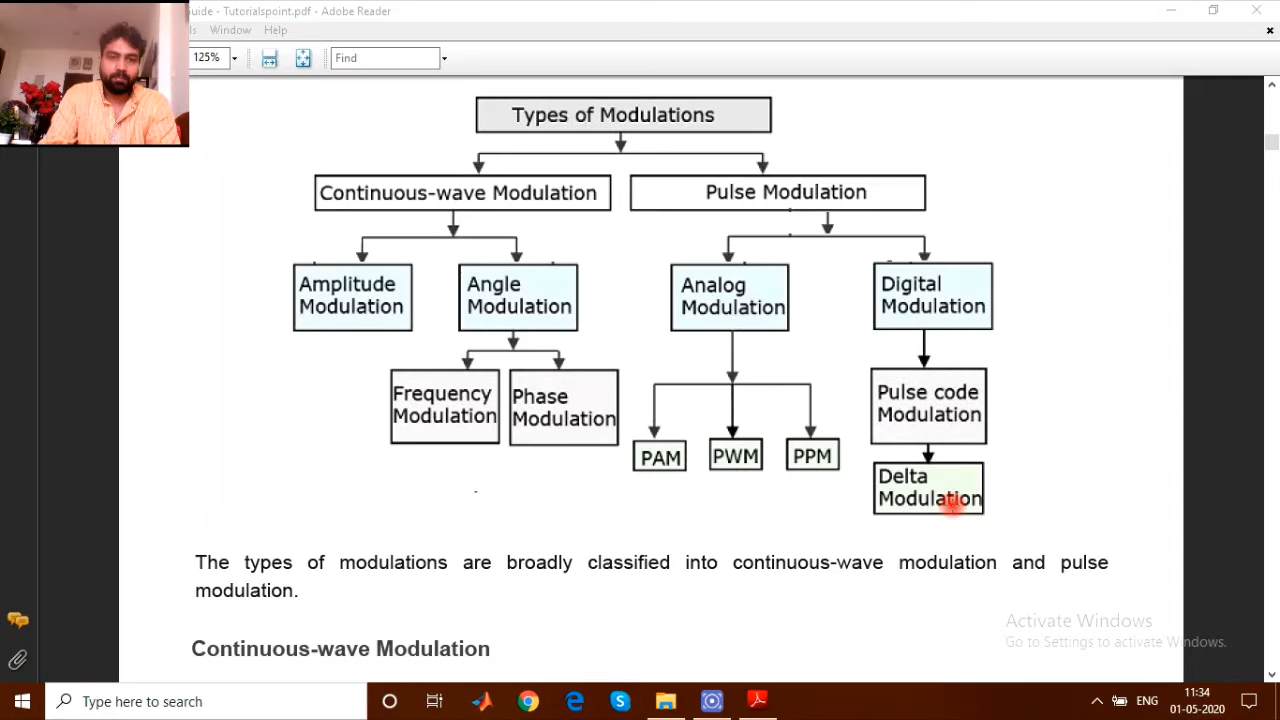 Guide - Tutorialspoint.pdf - Adobe Reader
Window Help
125%
Find
Types of Modulations
Continuous-wave Modulation
Pulse Modulation
Amplitude
Modulation
Angle
Modulation
Analog
Modulation
Digital
Modulation
Frequency
Modulation
Phase
Modulation
Pulse code
Modulation
PAM
PWM
PPM
Delta
Modulation
The types of modulations are broadly classified into continuous-wave modulation and pulse
modulation.
Continuous-wave Modulation
Activate Windows
Go to Settings to activate Windows.
Type here to search
ENG
11:34
01-05-2020